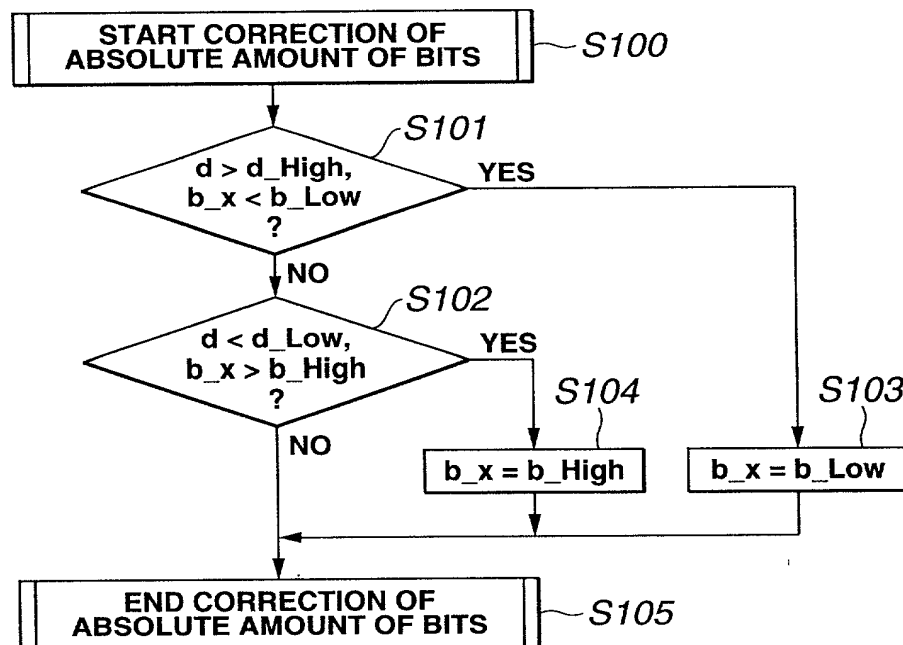 START CORRECTION OF
ABSOLUTE AMOUNT OF BITS
S100
S101
d > d_High,
b_x < b_Low
?
YES
NO
S102
d < d_Low,
b_x > b_High
?
YES
NO
S104
b_x = b_High
S103
b_x = b_Low
END CORRECTION OF
ABSOLUTE AMOUNT OF BITS
S105